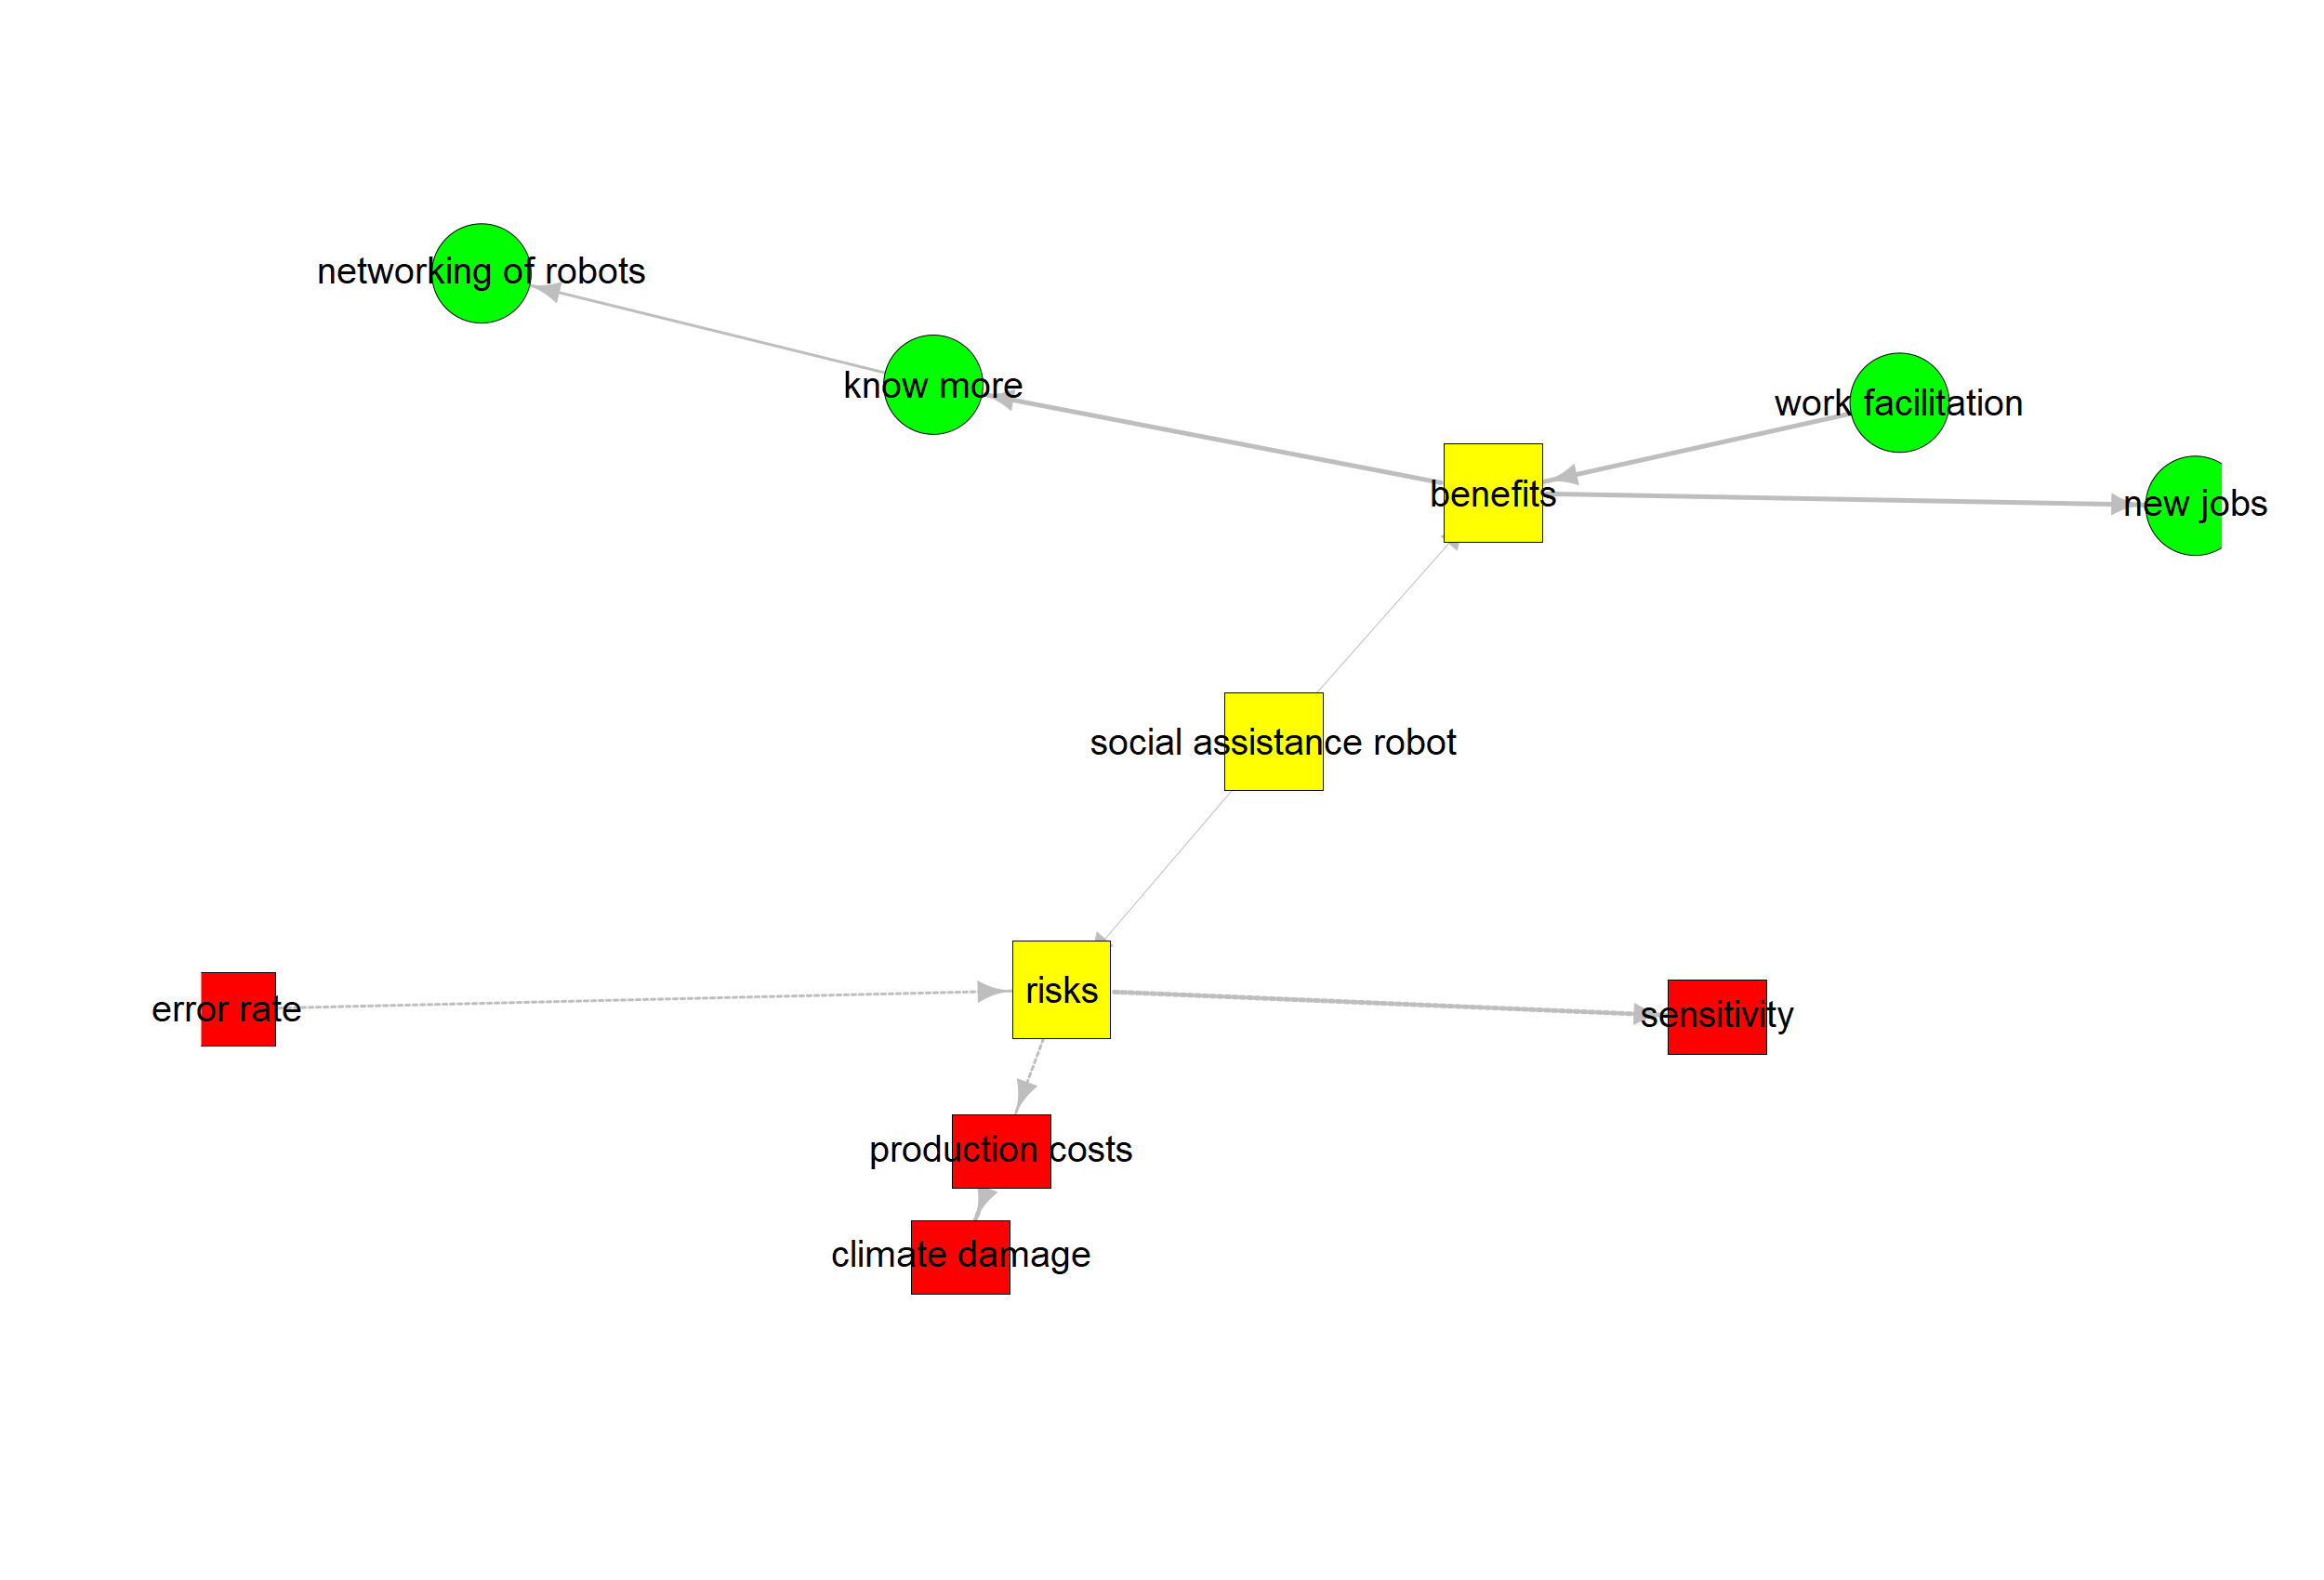 networking of robots
know more
work facilitation
benefits
new jobs
social assistance robot
risks
error rate
sensitivity
production costs
climate damage